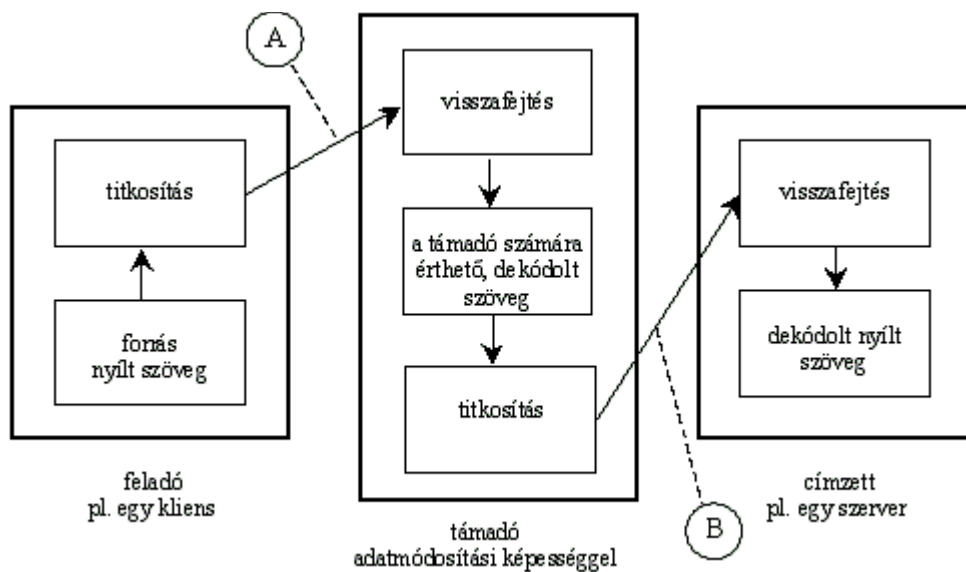 A
visszafejtés
titkosítás
visszafejtés
a támadó számára
érthető, dekódolt
szöveg
forrás
nyílt szöveg
dekódolt nyílt
szöveg
titkosítás
feladó
pl. egy kliens
címzett
pl. egy szerver
B
támadó
adatmódosítási képességgel